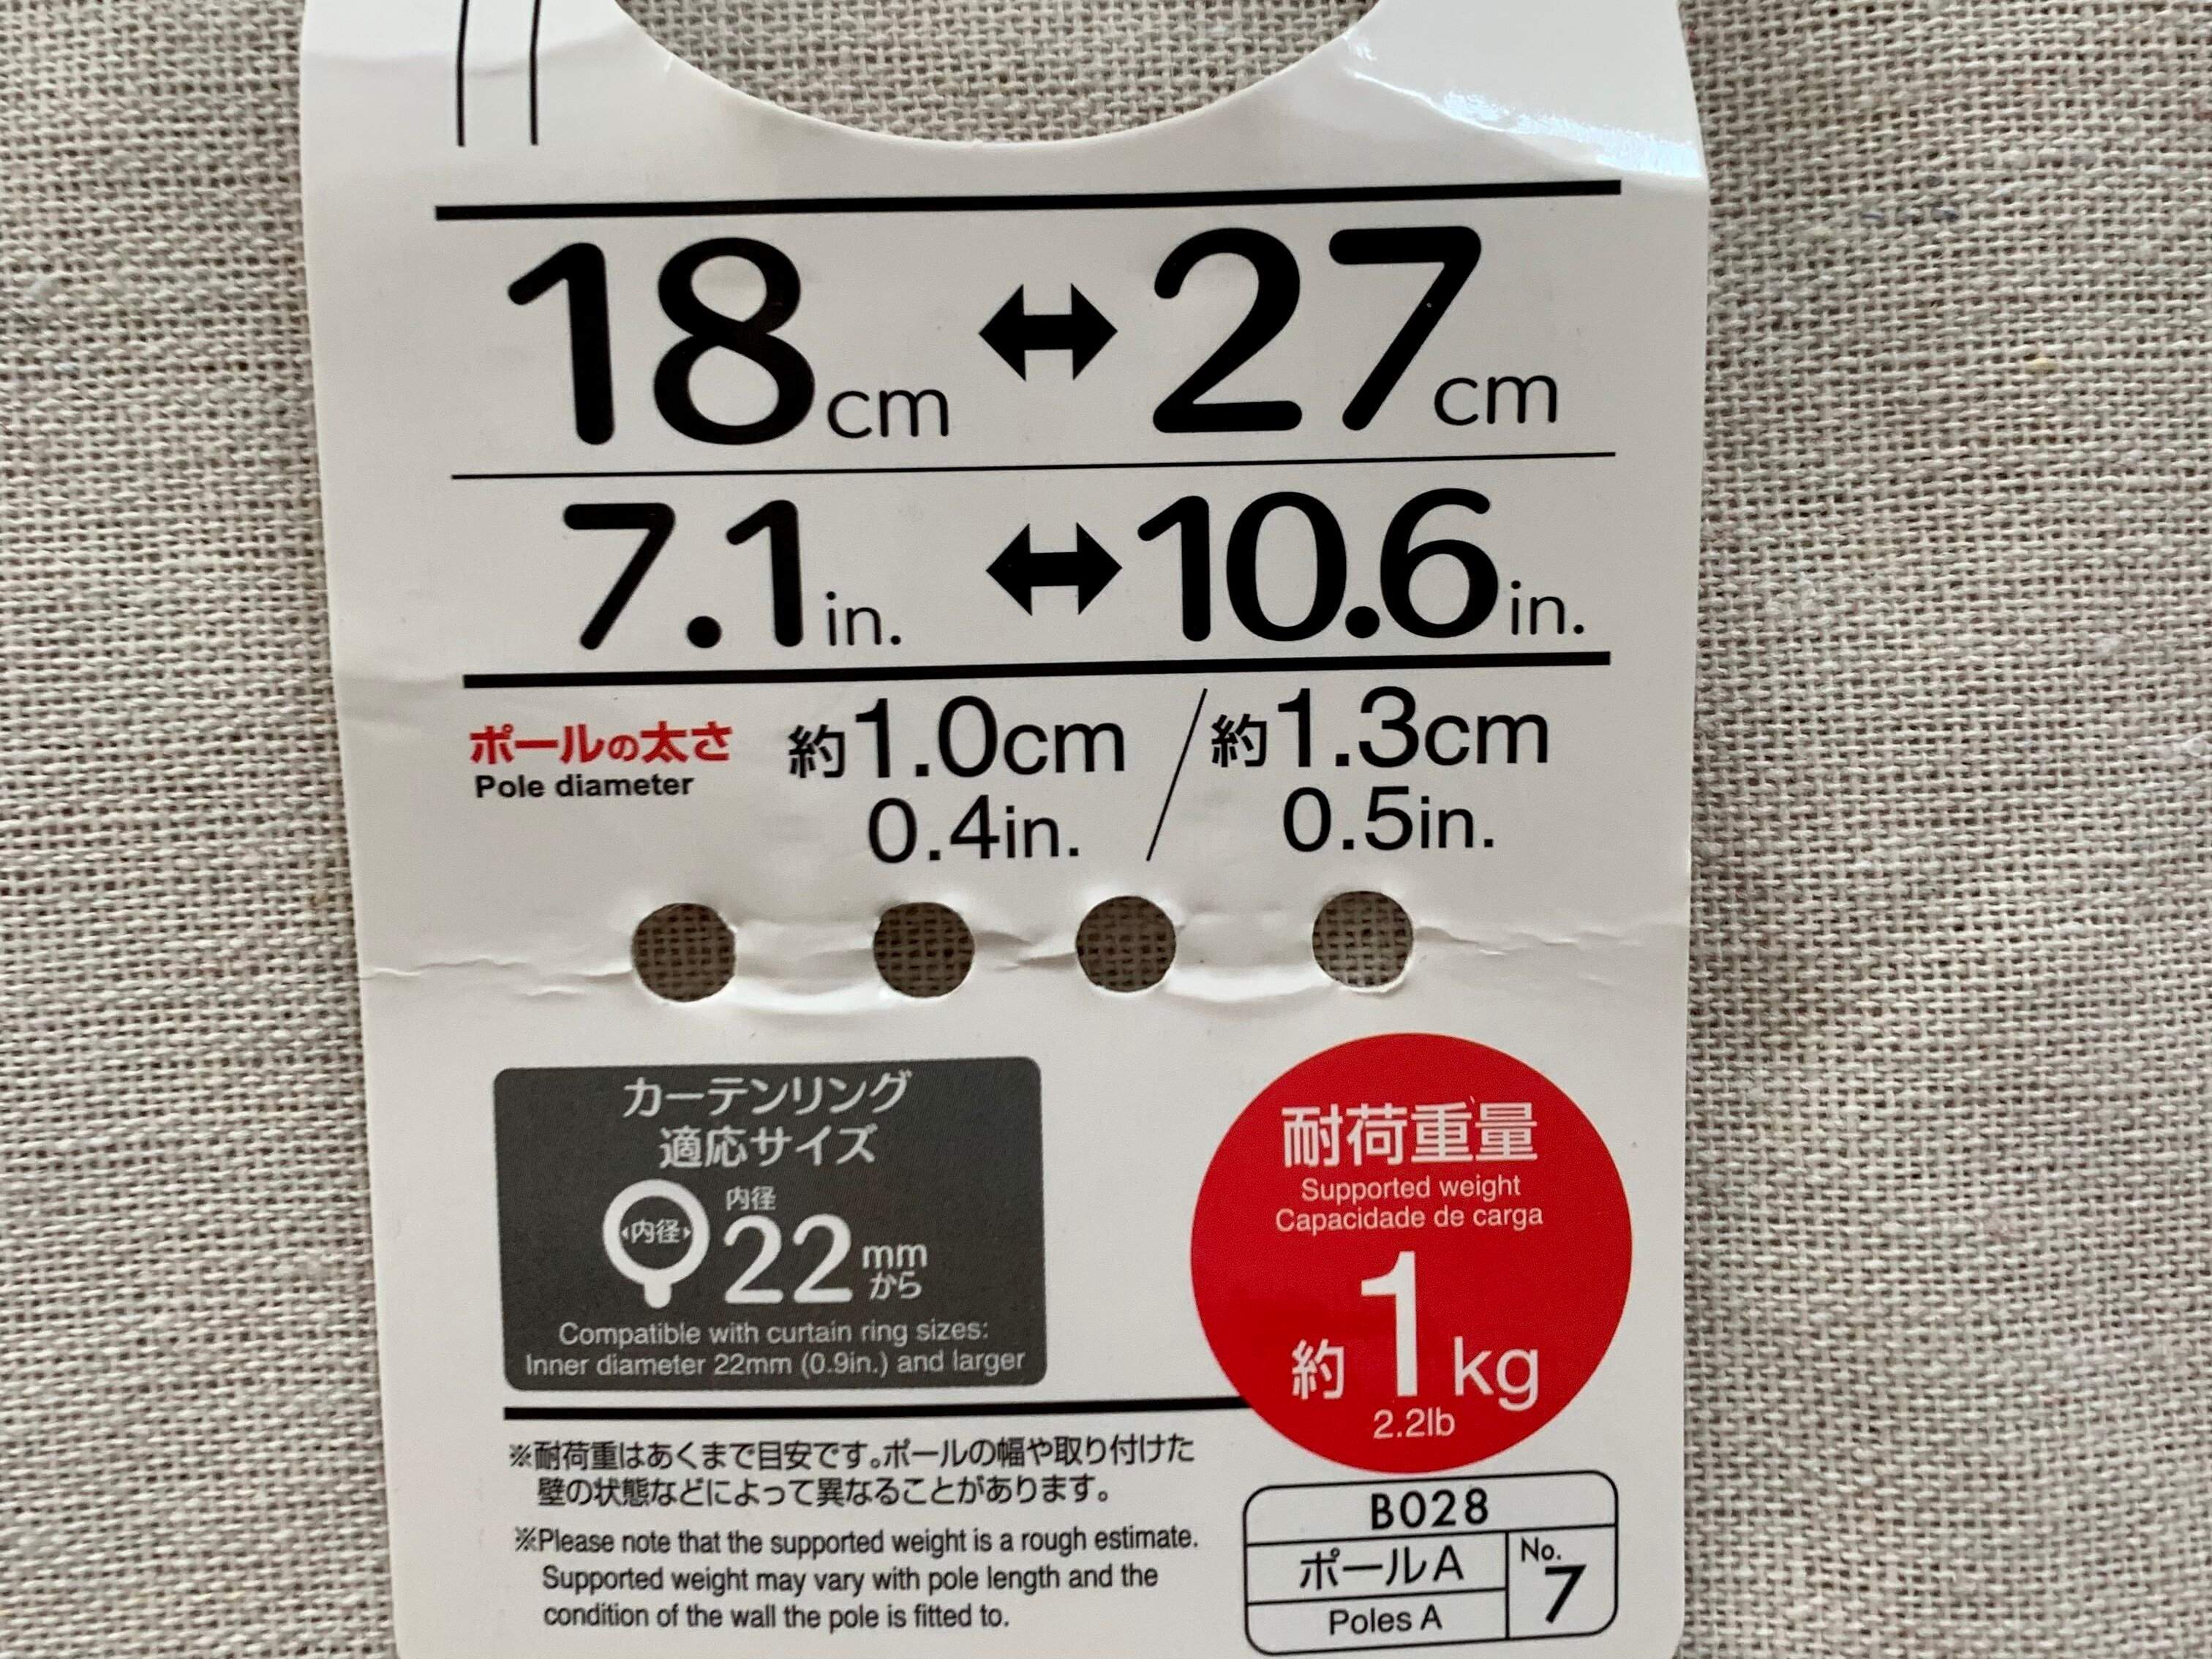 18cm ↔ 27cm
7.1in. ↔ 10.6in.
ポールの太さ 約1.0cm / 約1.3cm
Pole diameter 0.4in. / 0.5in.
カーテンリング
適応サイズ
内径
内径 22mmから
Compatible with curtain ring sizes:
Inner diameter 22mm (0.9in.) and larger
耐荷重量
Supported weight
Capacidade de carga
約1kg
2.2lb
※耐荷重はあくまで目安です。ポールの幅や取り付けた
壁の状態などによって異なることがあります。
※Please note that the supported weight is a rough estimate.
Supported weight may vary with pole length and the
condition of the wall the pole is fitted to.
B028
ポールA No. 7
Poles A